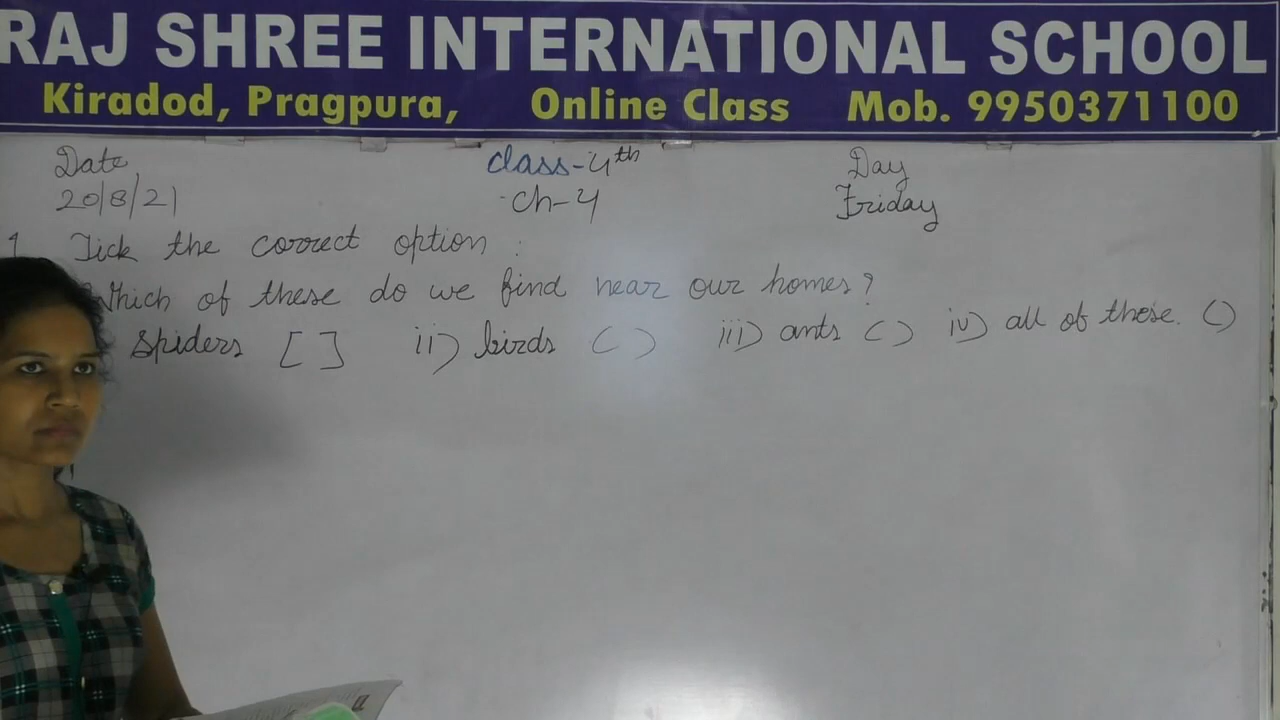 RAJ SHREE INTERNATIONAL SCHOOL
Kiradod, Pragpura, Online Class Mob. 9950371100
Date class-4th Day
20/8/21 Ch-4 Friday
1 Tick the correct option :
Which of these do we find near our homes?
spiders [ ] ii) birds ( ) iii) ants ( ) iv) all of these. ( )